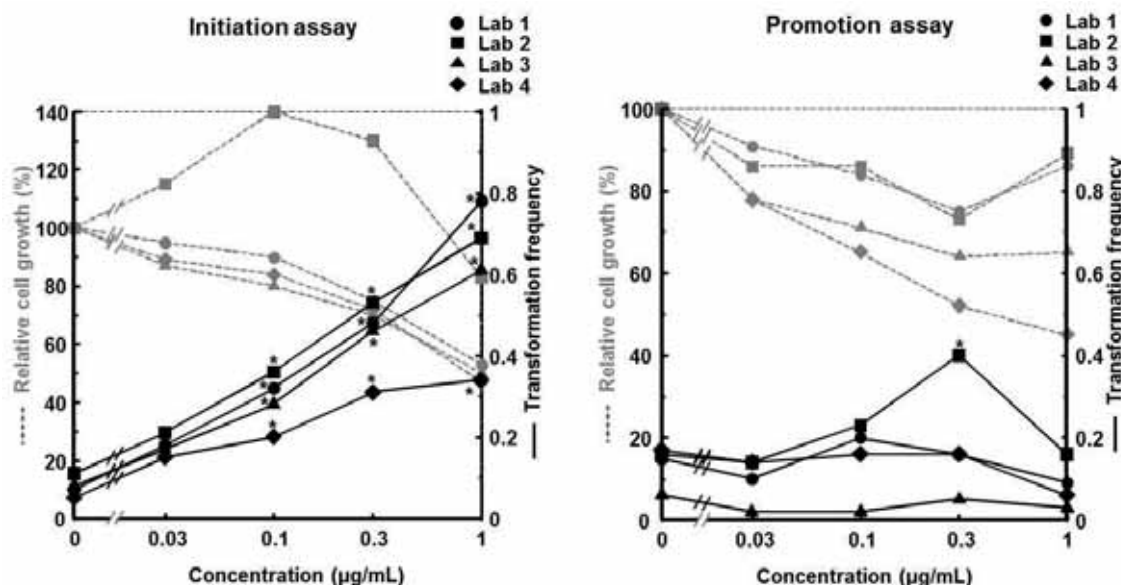 Initiation assay
Lab 1
Lab 2
Lab 3
Lab 4
140
120
100
80
60
40
20
0
Relative cell growth (%)
1
0.8
0.6
0.4
0.2
0
Transformation frequency
* * * * * * * * * * * *
0 0.03 0.1 0.3 1
Concentration (µg/mL)
Promotion assay
Lab 1
Lab 2
Lab 3
Lab 4
100
80
60
40
20
0
Relative cell growth (%)
1
0.8
0.6
0.4
0.2
0
Transformation frequency
*
0 0.03 0.1 0.3 1
Concentration (µg/mL)